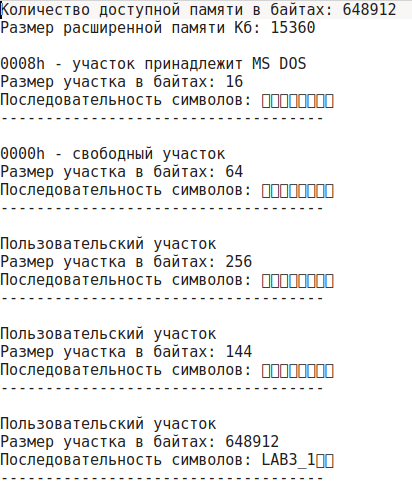 Количество доступной памяти в байтах: 648912
Размер расширенной памяти Кб: 15360
0008h - участок принадлежит MS DOS
Размер участка в байтах: 16
Последовательность символов: □□□□□□□□
------------------------------------
0000h - свободный участок
Размер участка в байтах: 64
Последовательность символов: □□□□□□□□
------------------------------------
Пользовательский участок
Размер участка в байтах: 256
Последовательность символов: □□□□□□□□
------------------------------------
Пользовательский участок
Размер участка в байтах: 144
Последовательность символов: □□□□□□□□
------------------------------------
Пользовательский участок
Размер участка в байтах: 648912
Последовательность символов: LAB3_1□□
------------------------------------